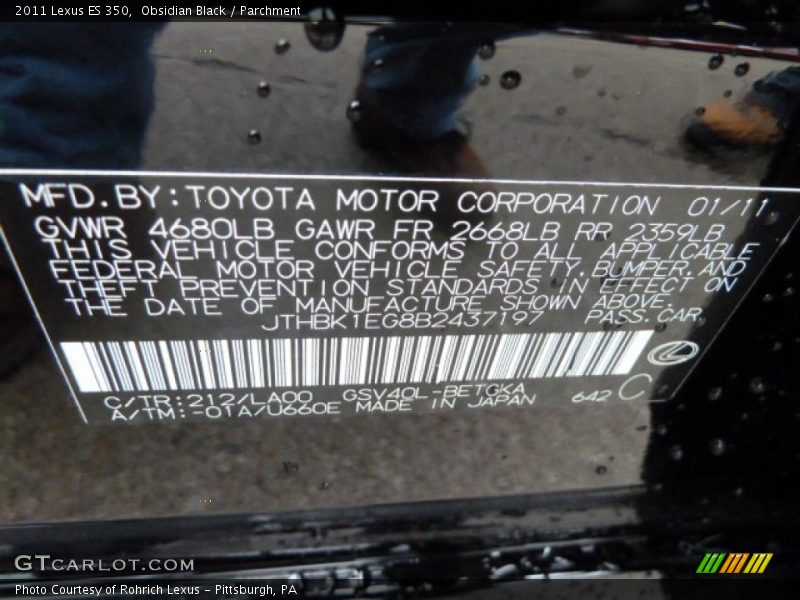 2011 Lexus ES 350,  Obsidian Black / Parchment
MFD. BY: TOYOTA MOTOR CORPORATION 01/11
GVWR 4680LB GAWR FR 2668LB RR 2359LB
THIS VEHICLE CONFORMS TO ALL APPLICABLE
FEDERAL MOTOR VEHICLE SAFETY, BUMPER, AND
THEFT PREVENTION STANDARDS IN EFFECT ON
THE DATE OF MANUFACTURE SHOWN ABOVE.
JTHBK1EG8B2437197 PASS. CAR.
C/TR: 212/LA00 GSV40L-BETGKA
A/TM: -01A/U660E MADE IN JAPAN 642 C
GTCARLOT.COM
Photo Courtesy of Rohrich Lexus - Pittsburgh, PA